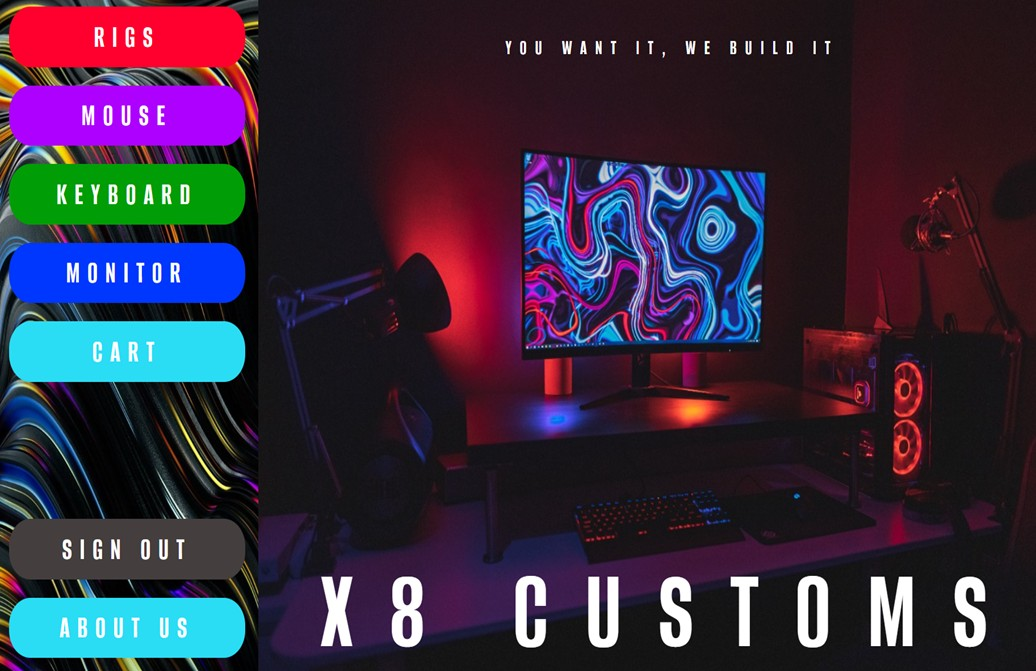 RIGS
MOUSE
KEYBOARD
MONITOR
CART
SIGN OUT
ABOUT US
YOU WANT IT, WE BUILD IT
X8 CUSTOMS